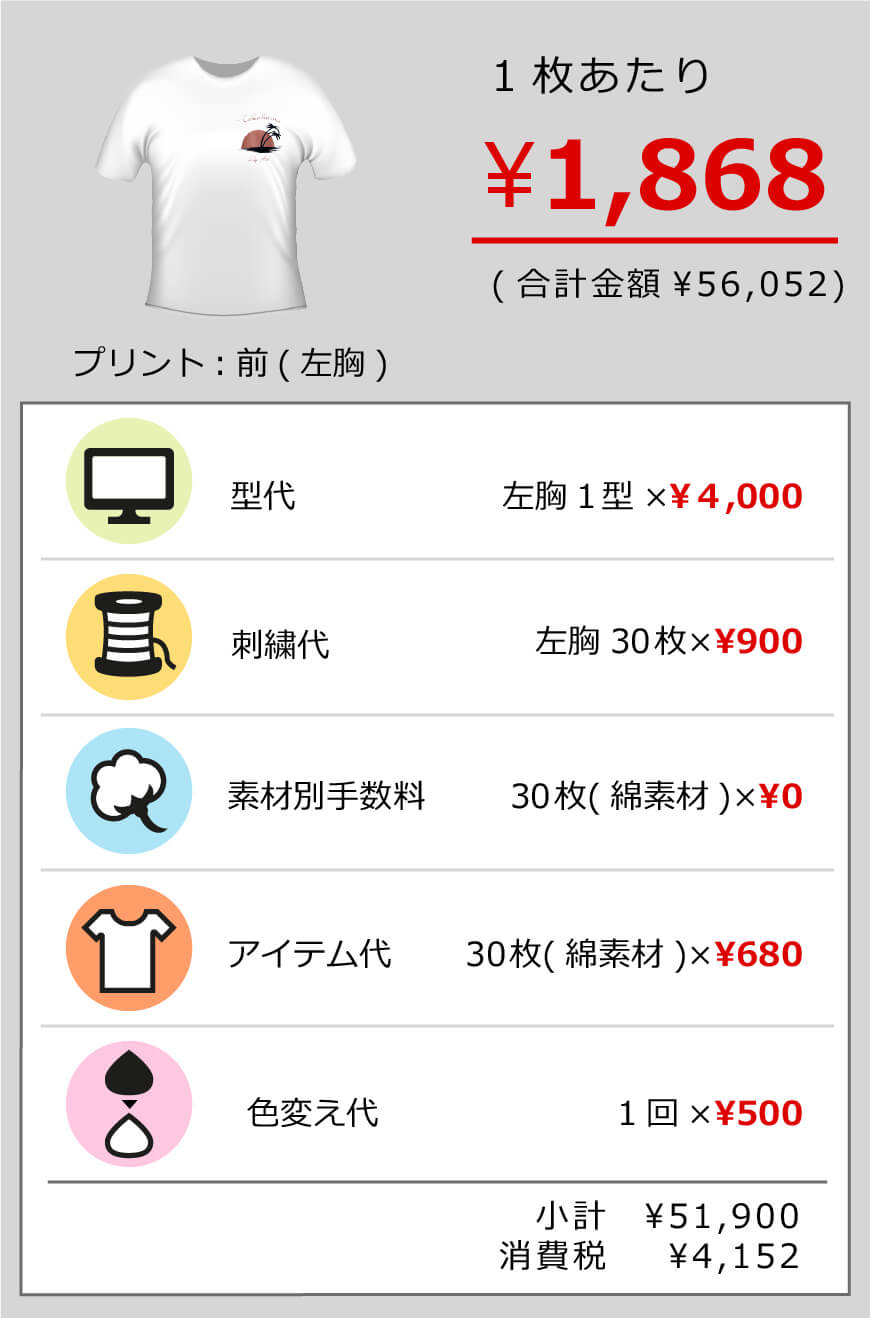 1 枚あたり
¥1,868
( 合計金額 ¥56,052)
プリント : 前 ( 左胸 )
型代 左胸 1 型 ×¥4,000
刺繍代 左胸 30枚×¥900
素材別手数料 30枚( 綿素材 )×¥0
アイテム代 30枚( 綿素材 )×¥680
色変え代 1 回 ×¥500
小計 ¥51,900
消費税 ¥4,152